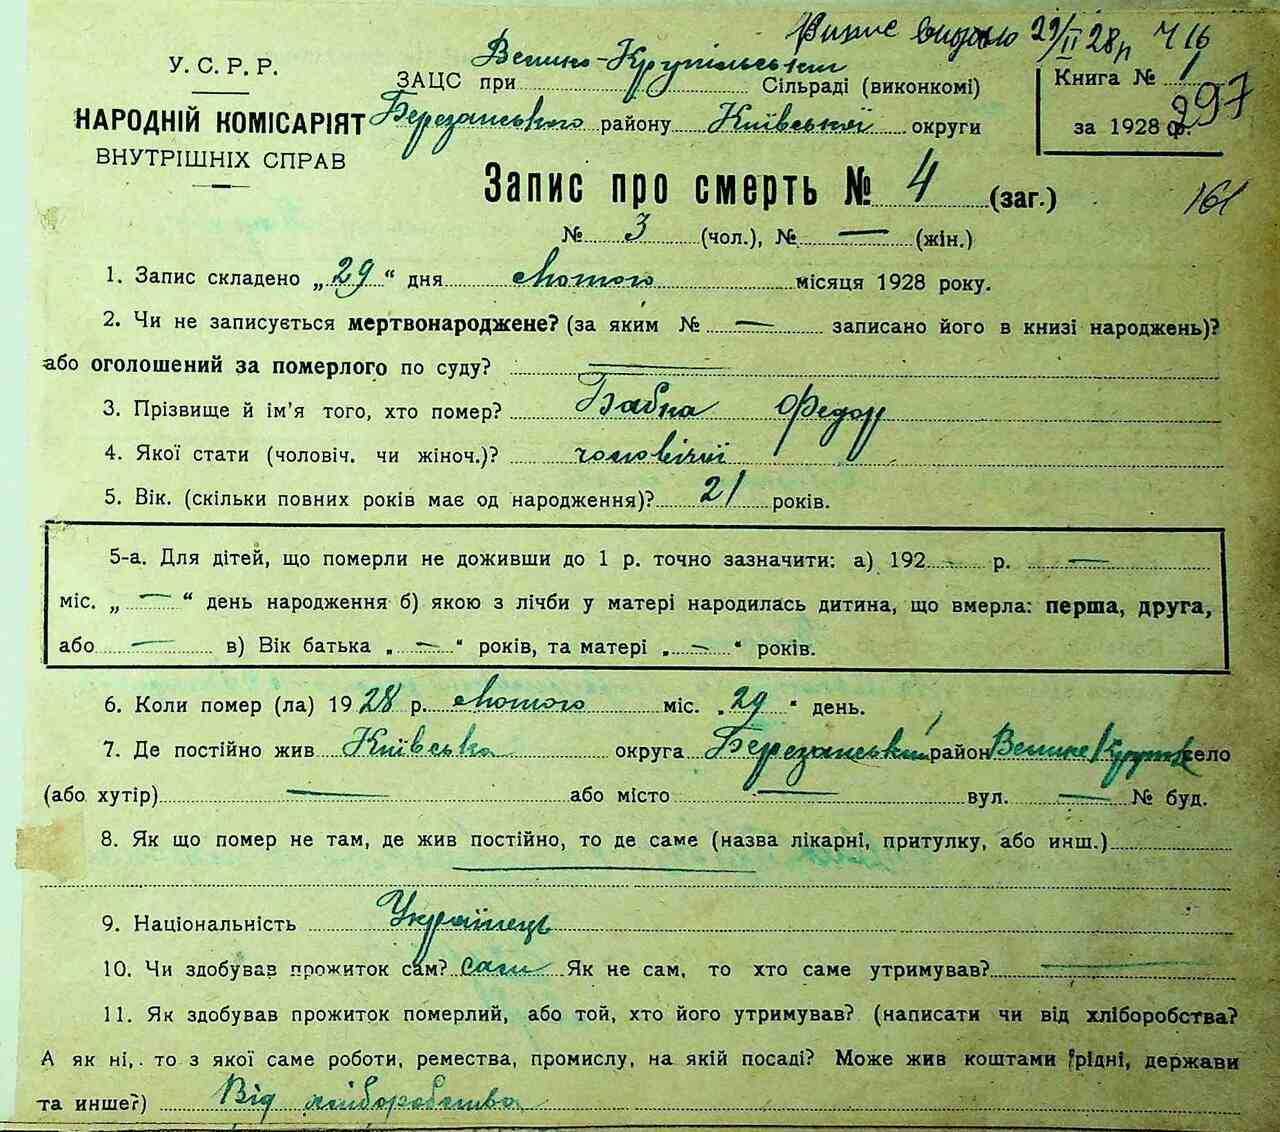 Випис видано 29/II 28 р Ч 16
У. С. Р. Р.
НАРОДНІЙ КОМІСАРІЯТ
ВНУТРІШНІХ СПРАВ
ЗАЦС при Велико-Крупільський Сільраді (виконкомі)
Березанського району Київської округи
Книга № 1
за 1928 р.
297
161
Запис про смерть № 4 (заг.)
№ 3 (чол.), № — (жін.)
1. Запис складено „29“ дня Лютого місяця 1928 року.
2. Чи не записується мертвонароджене? (за яким № — записано його в книзі народжень)?
або оголошений за померлого по суду? —
3. Прізвище й ім'я того, хто помер? Бабка Федор
4. Якої стати (чоловіч. чи жіноч.)? чоловічої
5. Вік. (скільки повних років має од народження)? 21 років.
5-а. Для дітей, що померли не доживши до 1 р. точно зазначити: а) 192 - р. —
міс. „ — “ день народження б) якою з лічби у матері народилась дитина, що вмерла: перша, друга,
або — в) Вік батька „ — “ років, та матері „ — “ років.
6. Коли помер (ла) 1928 р. Лютого міс. „29“ день.
7. Де постійно жив Київська округа Березанський район Велике село
(або хутір) — або місто — вул. — № буд.
8. Як що помер не там, де жив постійно, то де саме (назва лікарні, притулку, або инш.)
—
9. Національність Українець
10. Чи здобував прожиток сам? сам Як не сам, то хто саме утримував? —
11. Як здобував прожиток померлий, або той, хто його утримував? (написати чи від хліборобства?
А як ні, то з якої саме роботи, ремества, промислу, на якій посаді? Може жив коштами рідні, держави
та инше?) Від хліборобства